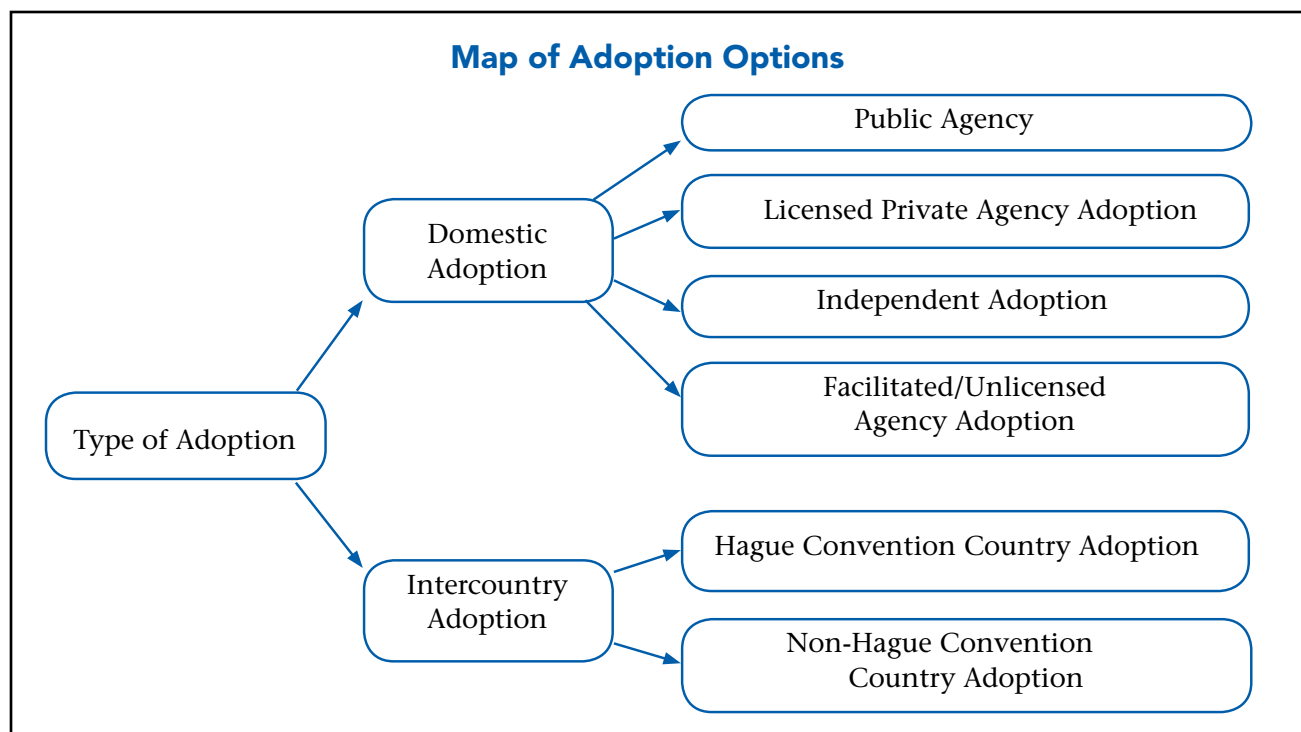 Map of Adoption Options
Public Agency
Licensed Private Agency Adoption
Domestic
Adoption
Independent Adoption
Facilitated/Unlicensed
Agency Adoption
Type of Adoption
Hague Convention Country Adoption
Intercountry
Adoption
Non-Hague Convention
Country Adoption